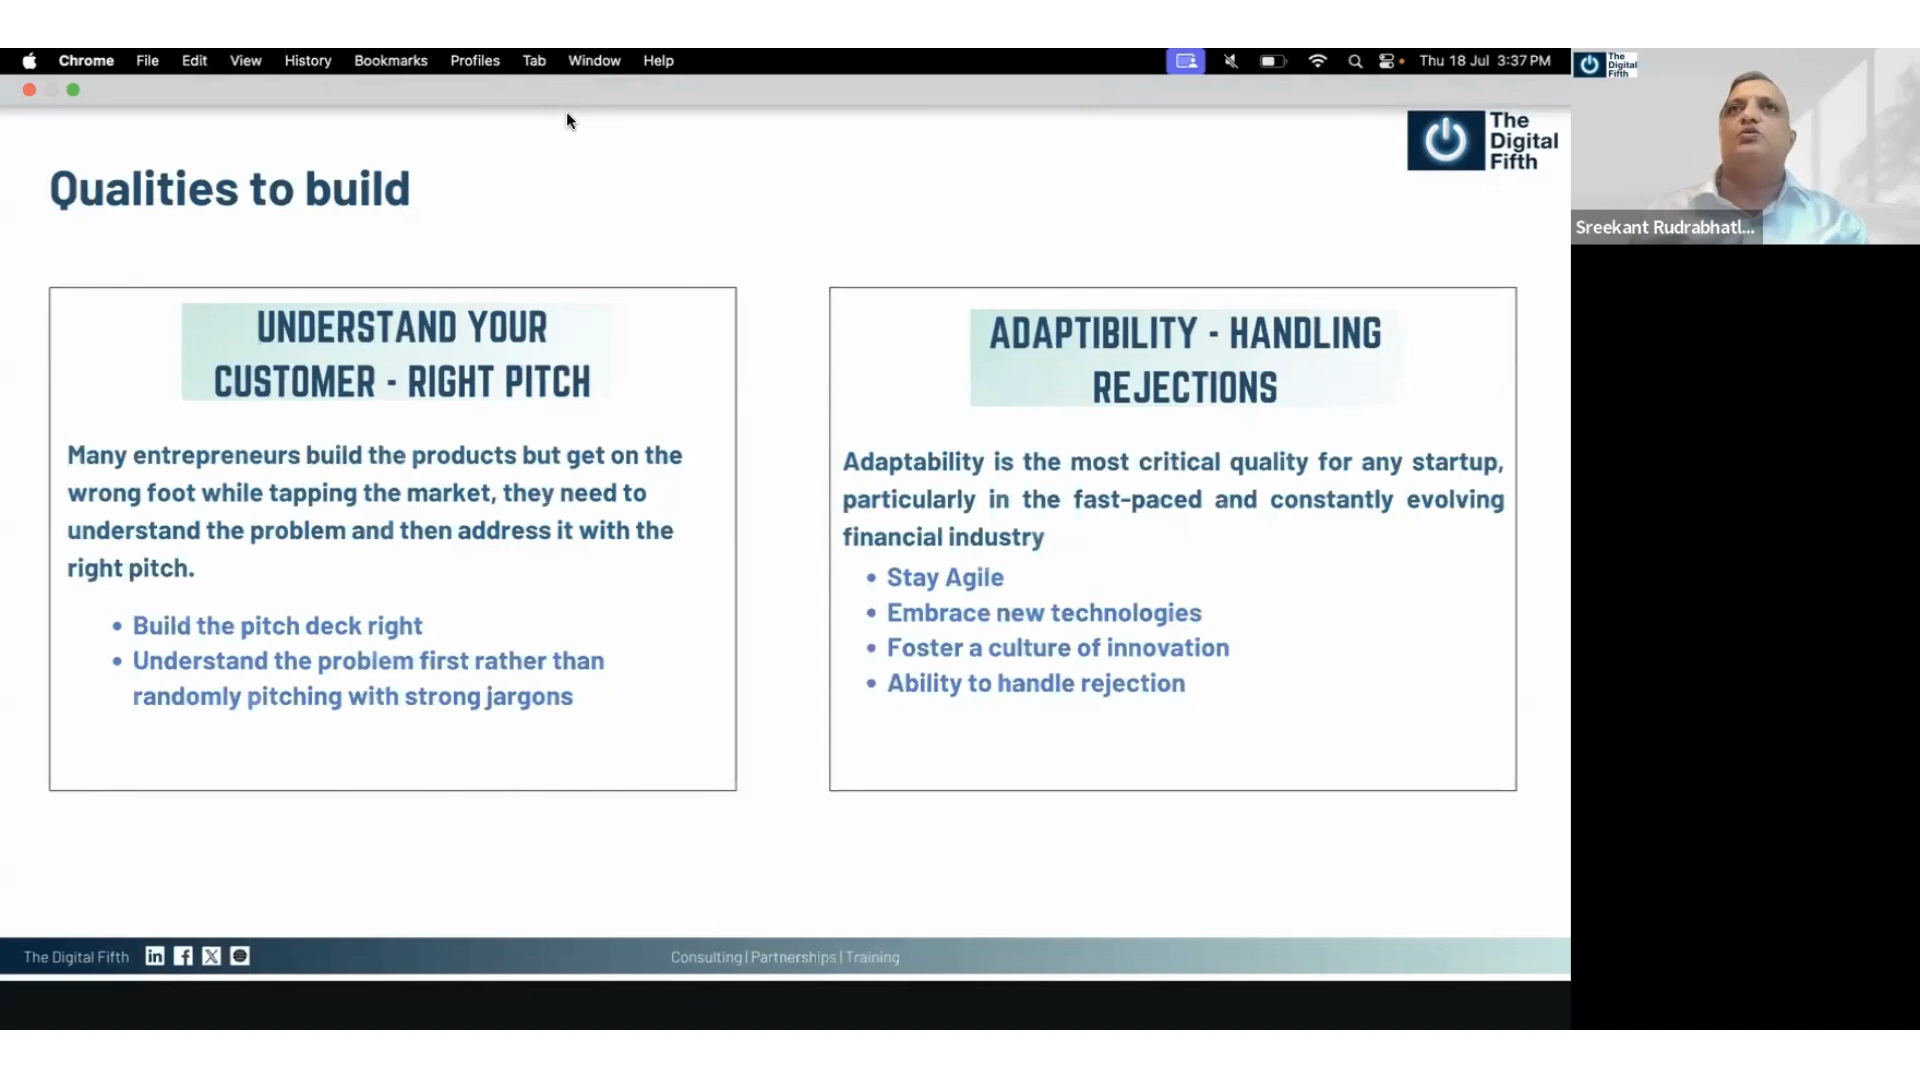 Chrome File Edit View History Bookmarks Profiles Tab Window Help
Thu 18 Jul 3:37 PM
The
Digital
Fifth
The
Digital
Fifth
Sreekant Rudrabhatl...
Qualities to build
UNDERSTAND YOUR
CUSTOMER - RIGHT PITCH
Many entrepreneurs build the products but get on the
wrong foot while tapping the market, they need to
understand the problem and then address it with the
right pitch.
• Build the pitch deck right
• Understand the problem first rather than
randomly pitching with strong jargons
ADAPTIBILITY - HANDLING
REJECTIONS
Adaptability is the most critical quality for any startup,
particularly in the fast-paced and constantly evolving
financial industry
• Stay Agile
• Embrace new technologies
• Foster a culture of innovation
• Ability to handle rejection
The Digital Fifth
Consulting | Partnerships | Training